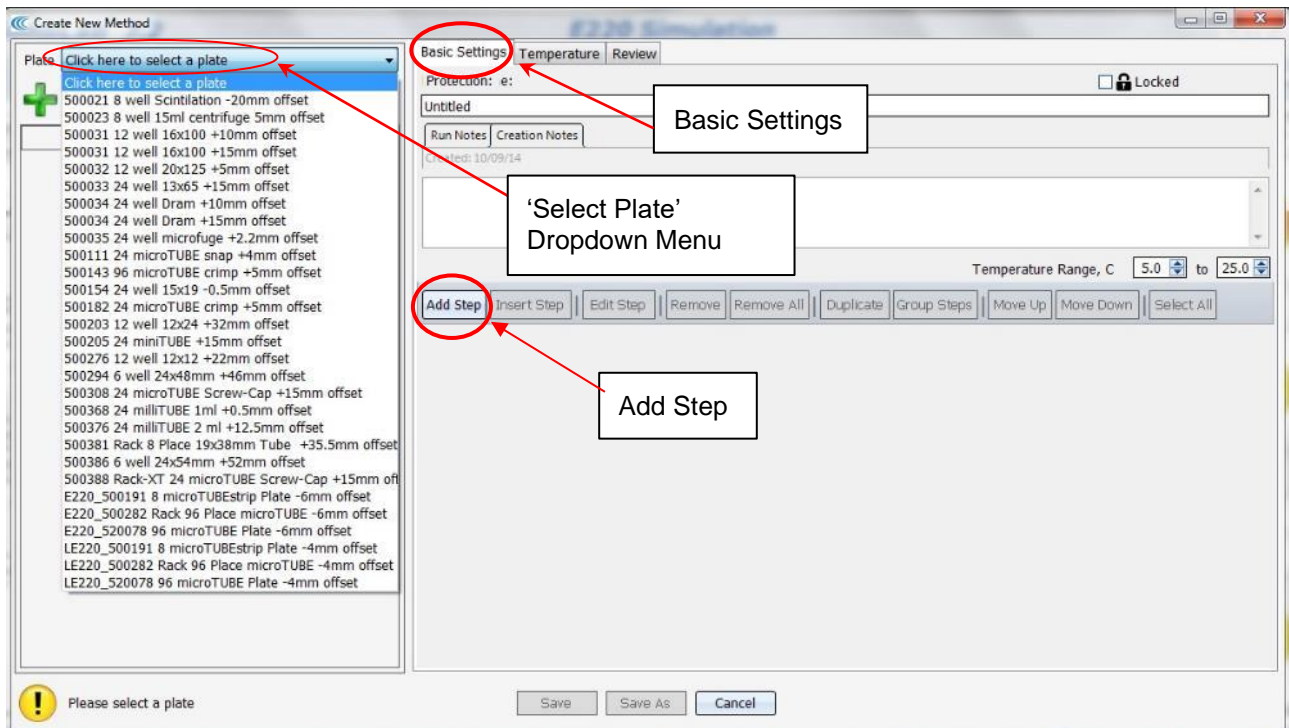 Create New Method
E220 Simulation
Plate Click here to select a plate
Click here to select a plate
500021 8 well Scintilation -20mm offset
500023 8 well 15ml centrifuge 5mm offset
500031 12 well 16x100 +10mm offset
500031 12 well 16x100 +15mm offset
500032 12 well 20x125 +5mm offset
500033 24 well 13x65 +15mm offset
500034 24 well Dram +10mm offset
500034 24 well Dram +15mm offset
500035 24 well microfuge +2.2mm offset
500111 24 microTUBE snap +4mm offset
500143 96 microTUBE crimp +5mm offset
500154 24 well 15x19 -0.5mm offset
500182 24 microTUBE crimp +5mm offset
500203 12 well 12x24 +32mm offset
500205 24 miniTUBE +15mm offset
500276 12 well 12x12 +22mm offset
500294 6 well 24x48mm +46mm offset
500308 24 microTUBE Screw-Cap +15mm offset
500368 24 milliTUBE 1ml +0.5mm offset
500376 24 milliTUBE 2 ml +12.5mm offset
500381 Rack 8 Place 19x38mm Tube +35.5mm offset
500386 6 well 24x54mm +52mm offset
500388 Rack-XT 24 microTUBE Screw-Cap +15mm off
E220_500191 8 microTUBEstrip Plate -6mm offset
E220_500282 Rack 96 Place microTUBE -6mm offset
E220_520078 96 microTUBE Plate -6mm offset
LE220_500191 8 microTUBEstrip Plate -4mm offset
LE220_500282 Rack 96 Place microTUBE -4mm offset
LE220_520078 96 microTUBE Plate -4mm offset
Basic Settings Temperature Review
Protection: e:
Locked
Untitled
Run Notes Creation Notes
Created: 10/09/14
Basic Settings
'Select Plate'
Dropdown Menu
Temperature Range, C 5.0 to 25.0
Add Step Insert Step Edit Step Remove Remove All Duplicate Group Steps Move Up Move Down Select All
Add Step
Please select a plate
Save Save As Cancel